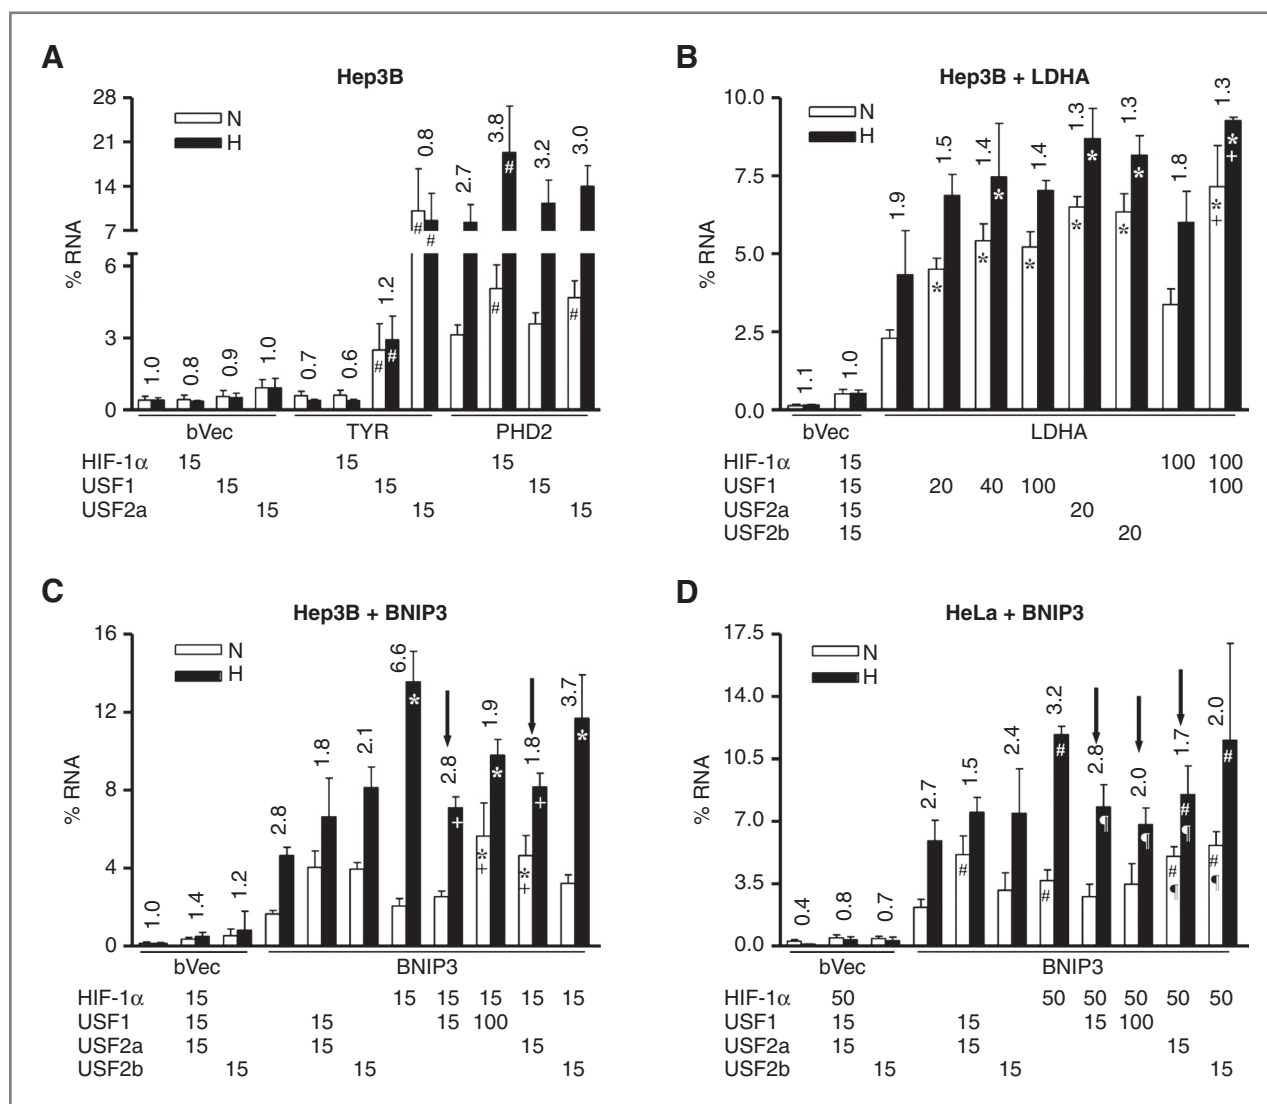 A
Hep3B
N
H
% RNA
28
21
14
7
6
3
0
1.0
0.8
0.9
1.0
0.7
0.6
1.2
0.8
2.7
3.8
3.2
3.0
# # # # # # #
bVec TYR PHD2
HIF-1α 15 15 15
USF1 15 15 15
USF2a 15 15 15
B
Hep3B + LDHA
N
H
% RNA
10.0
7.5
5.0
2.5
0.0
1.1
1.0
1.9
1.5
1.4
1.4
1.3
1.3
1.8
1.3
* * * * * * * * * + * +
bVec LDHA
HIF-1α 15 100 100
USF1 15 20 40 100 100
USF2a 15 20
USF2b 15 20
C
Hep3B + BNIP3
N
H
% RNA
16
12
8
4
0
1.0
1.4
1.2
2.8
1.8
2.1
6.6
2.8
1.9
1.8
3.7
* + * + * * + + *
bVec BNIP3
HIF-1α 15 15 15 15 15 15
USF1 15 15 15 100
USF2a 15 15 15
USF2b 15 15 15
D
HeLa + BNIP3
N
H
% RNA
17.5
14.0
10.5
7.0
3.5
0.0
0.4
0.8
0.7
2.7
1.5
2.4
3.2
2.8
2.0
1.7
2.0
# # # ¶ ¶ # ¶ # ¶ # ¶ #
bVec BNIP3
HIF-1α 50 50 50 50 50 50
USF1 15 15 15 100
USF2a 15 15 15
USF2b 15 15 15